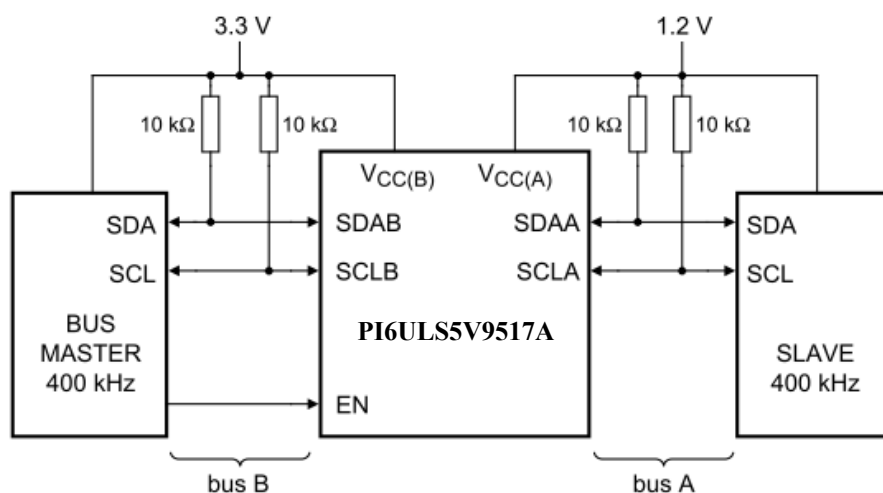 3.3 V
1.2 V
10 kΩ
10 kΩ
10 kΩ
10 kΩ
VCC(B)
VCC(A)
SDA
SDAB
SDAA
SDA
SCL
SCLB
SCLA
SCL
PI6ULS5V9517A
BUS
MASTER
400 kHz
SLAVE
400 kHz
EN
bus B
bus A